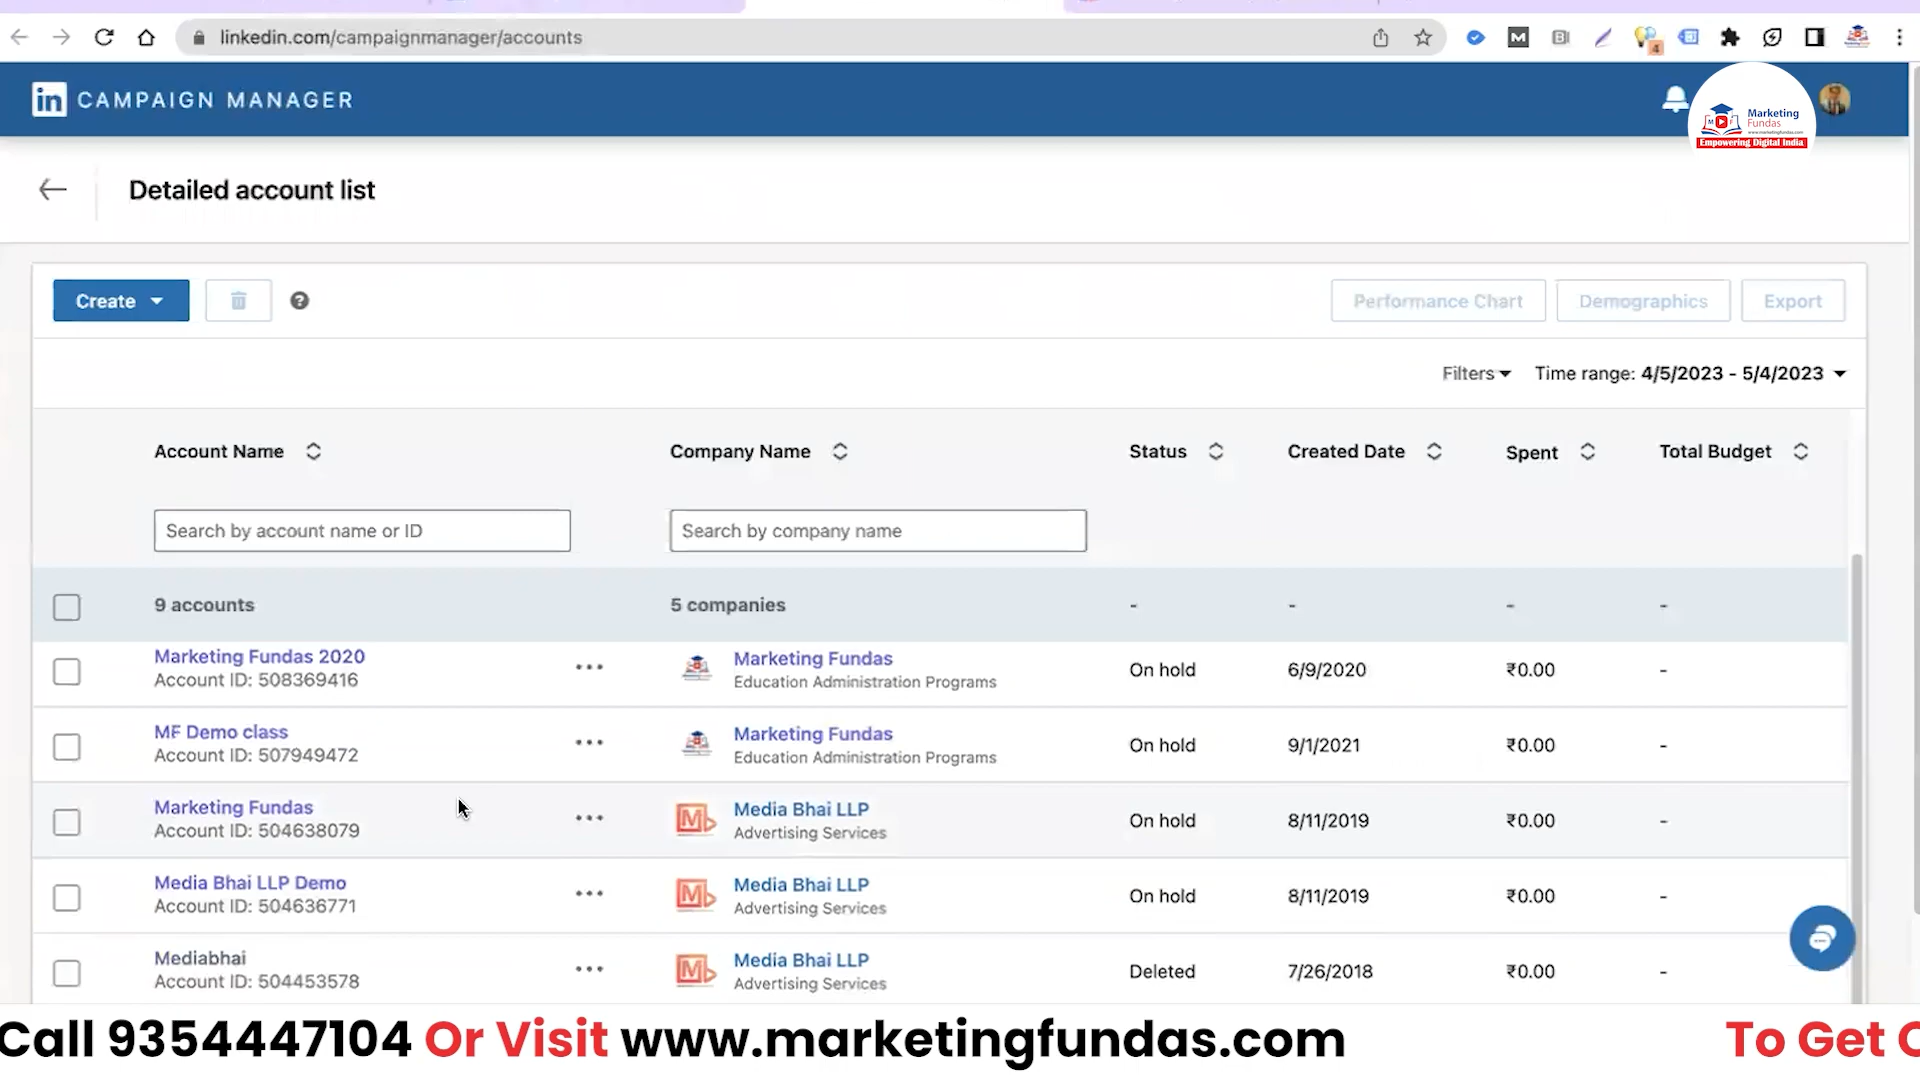 linkedin.com/campaignmanager/accounts
4
in CAMPAIGN MANAGER
Marketing
Fundas
www.marketingfundas.com
Empowering Digital India
Detailed account list
Create
?
Performance Chart
Demographics
Export
Filters
Time range: 4/5/2023 - 5/4/2023
Account Name
Company Name
Status
Created Date
Spent
Total Budget
Search by account name or ID
Search by company name
9 accounts
5 companies
-
-
-
-
Marketing Fundas 2020
Account ID: 508369416
Marketing Fundas
Education Administration Programs
On hold
6/9/2020
₹0.00
-
MF Demo class
Account ID: 507949472
Marketing Fundas
Education Administration Programs
On hold
9/1/2021
₹0.00
-
Marketing Fundas
Account ID: 504638079
Media Bhai LLP
Advertising Services
On hold
8/11/2019
₹0.00
-
Media Bhai LLP Demo
Account ID: 504636771
Media Bhai LLP
Advertising Services
On hold
8/11/2019
₹0.00
-
Mediabhai
Account ID: 504453578
Media Bhai LLP
Advertising Services
Deleted
7/26/2018
₹0.00
-
Call 9354447104 Or Visit www.marketingfundas.com
To Get